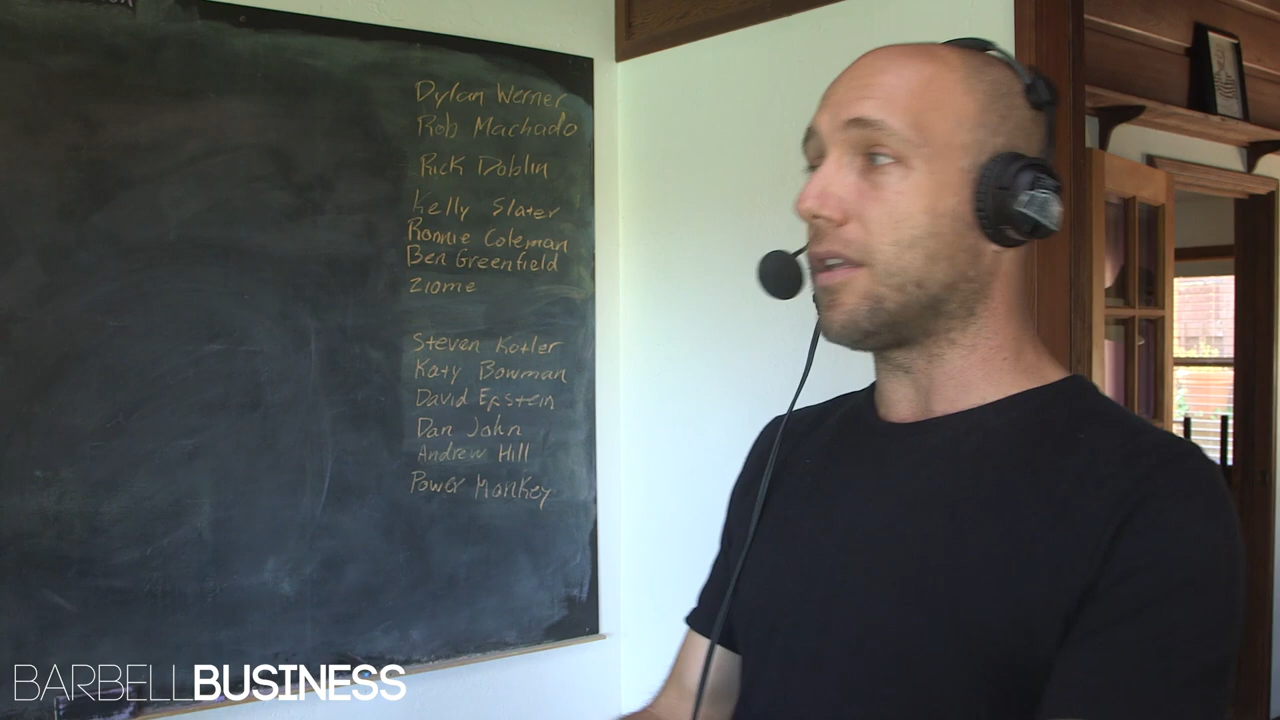 Dylan Werner
Rob Machado
Rick Doblin
Kelly Slater
Ronnie Coleman
Ben Greenfield
Ziome
Steven Kotler
Katy Bowman
David Epstein
Dan John
Andrew Hill
Power Monkey
BARBELLBUSINESS